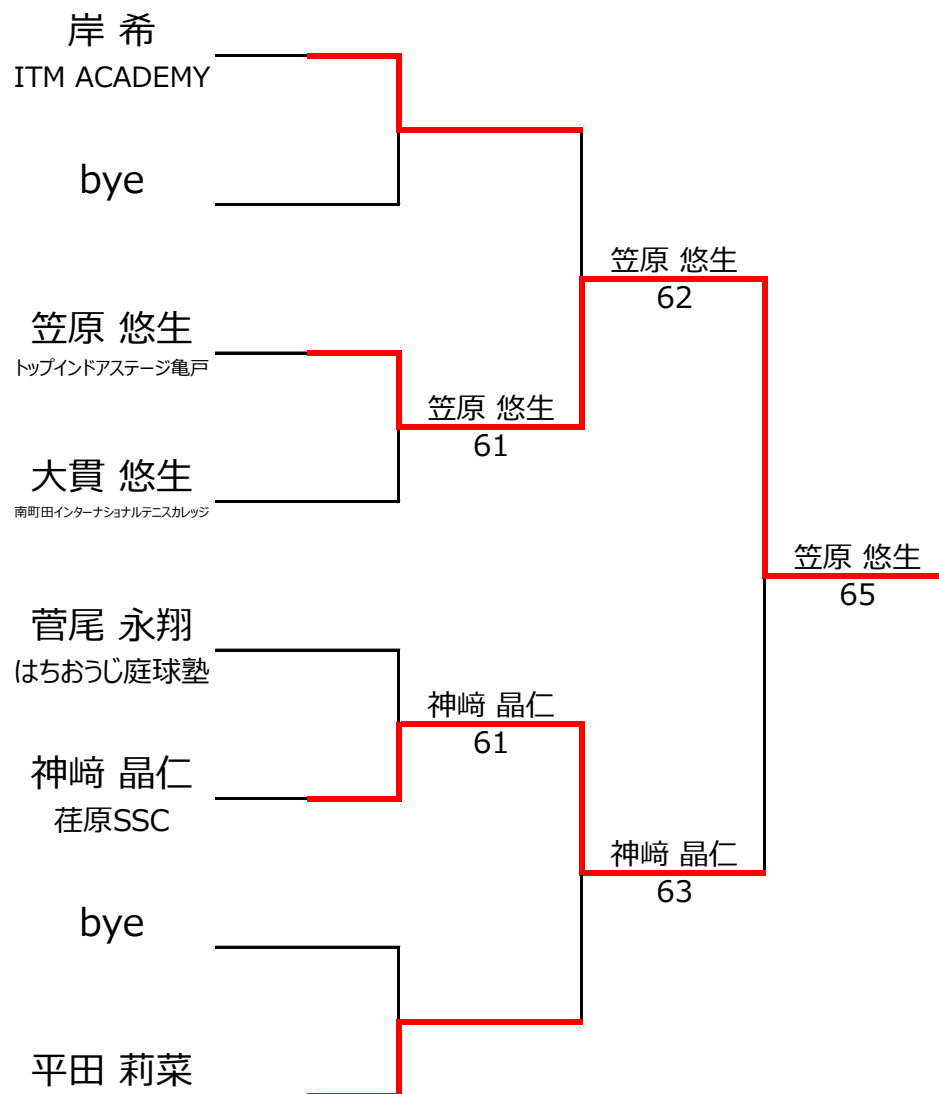 岸 希
ITM ACADEMY
bye
笠原 悠生
62
笠原 悠生
トップインドアステージ亀戸
笠原 悠生
61
大貫 悠生
南町田インターナショナルテニスカレッジ
笠原 悠生
65
菅尾 永翔
はちおうじ庭球塾
神﨑 晶仁
61
神﨑 晶仁
荏原SSC
神﨑 晶仁
63
bye
平田 莉菜